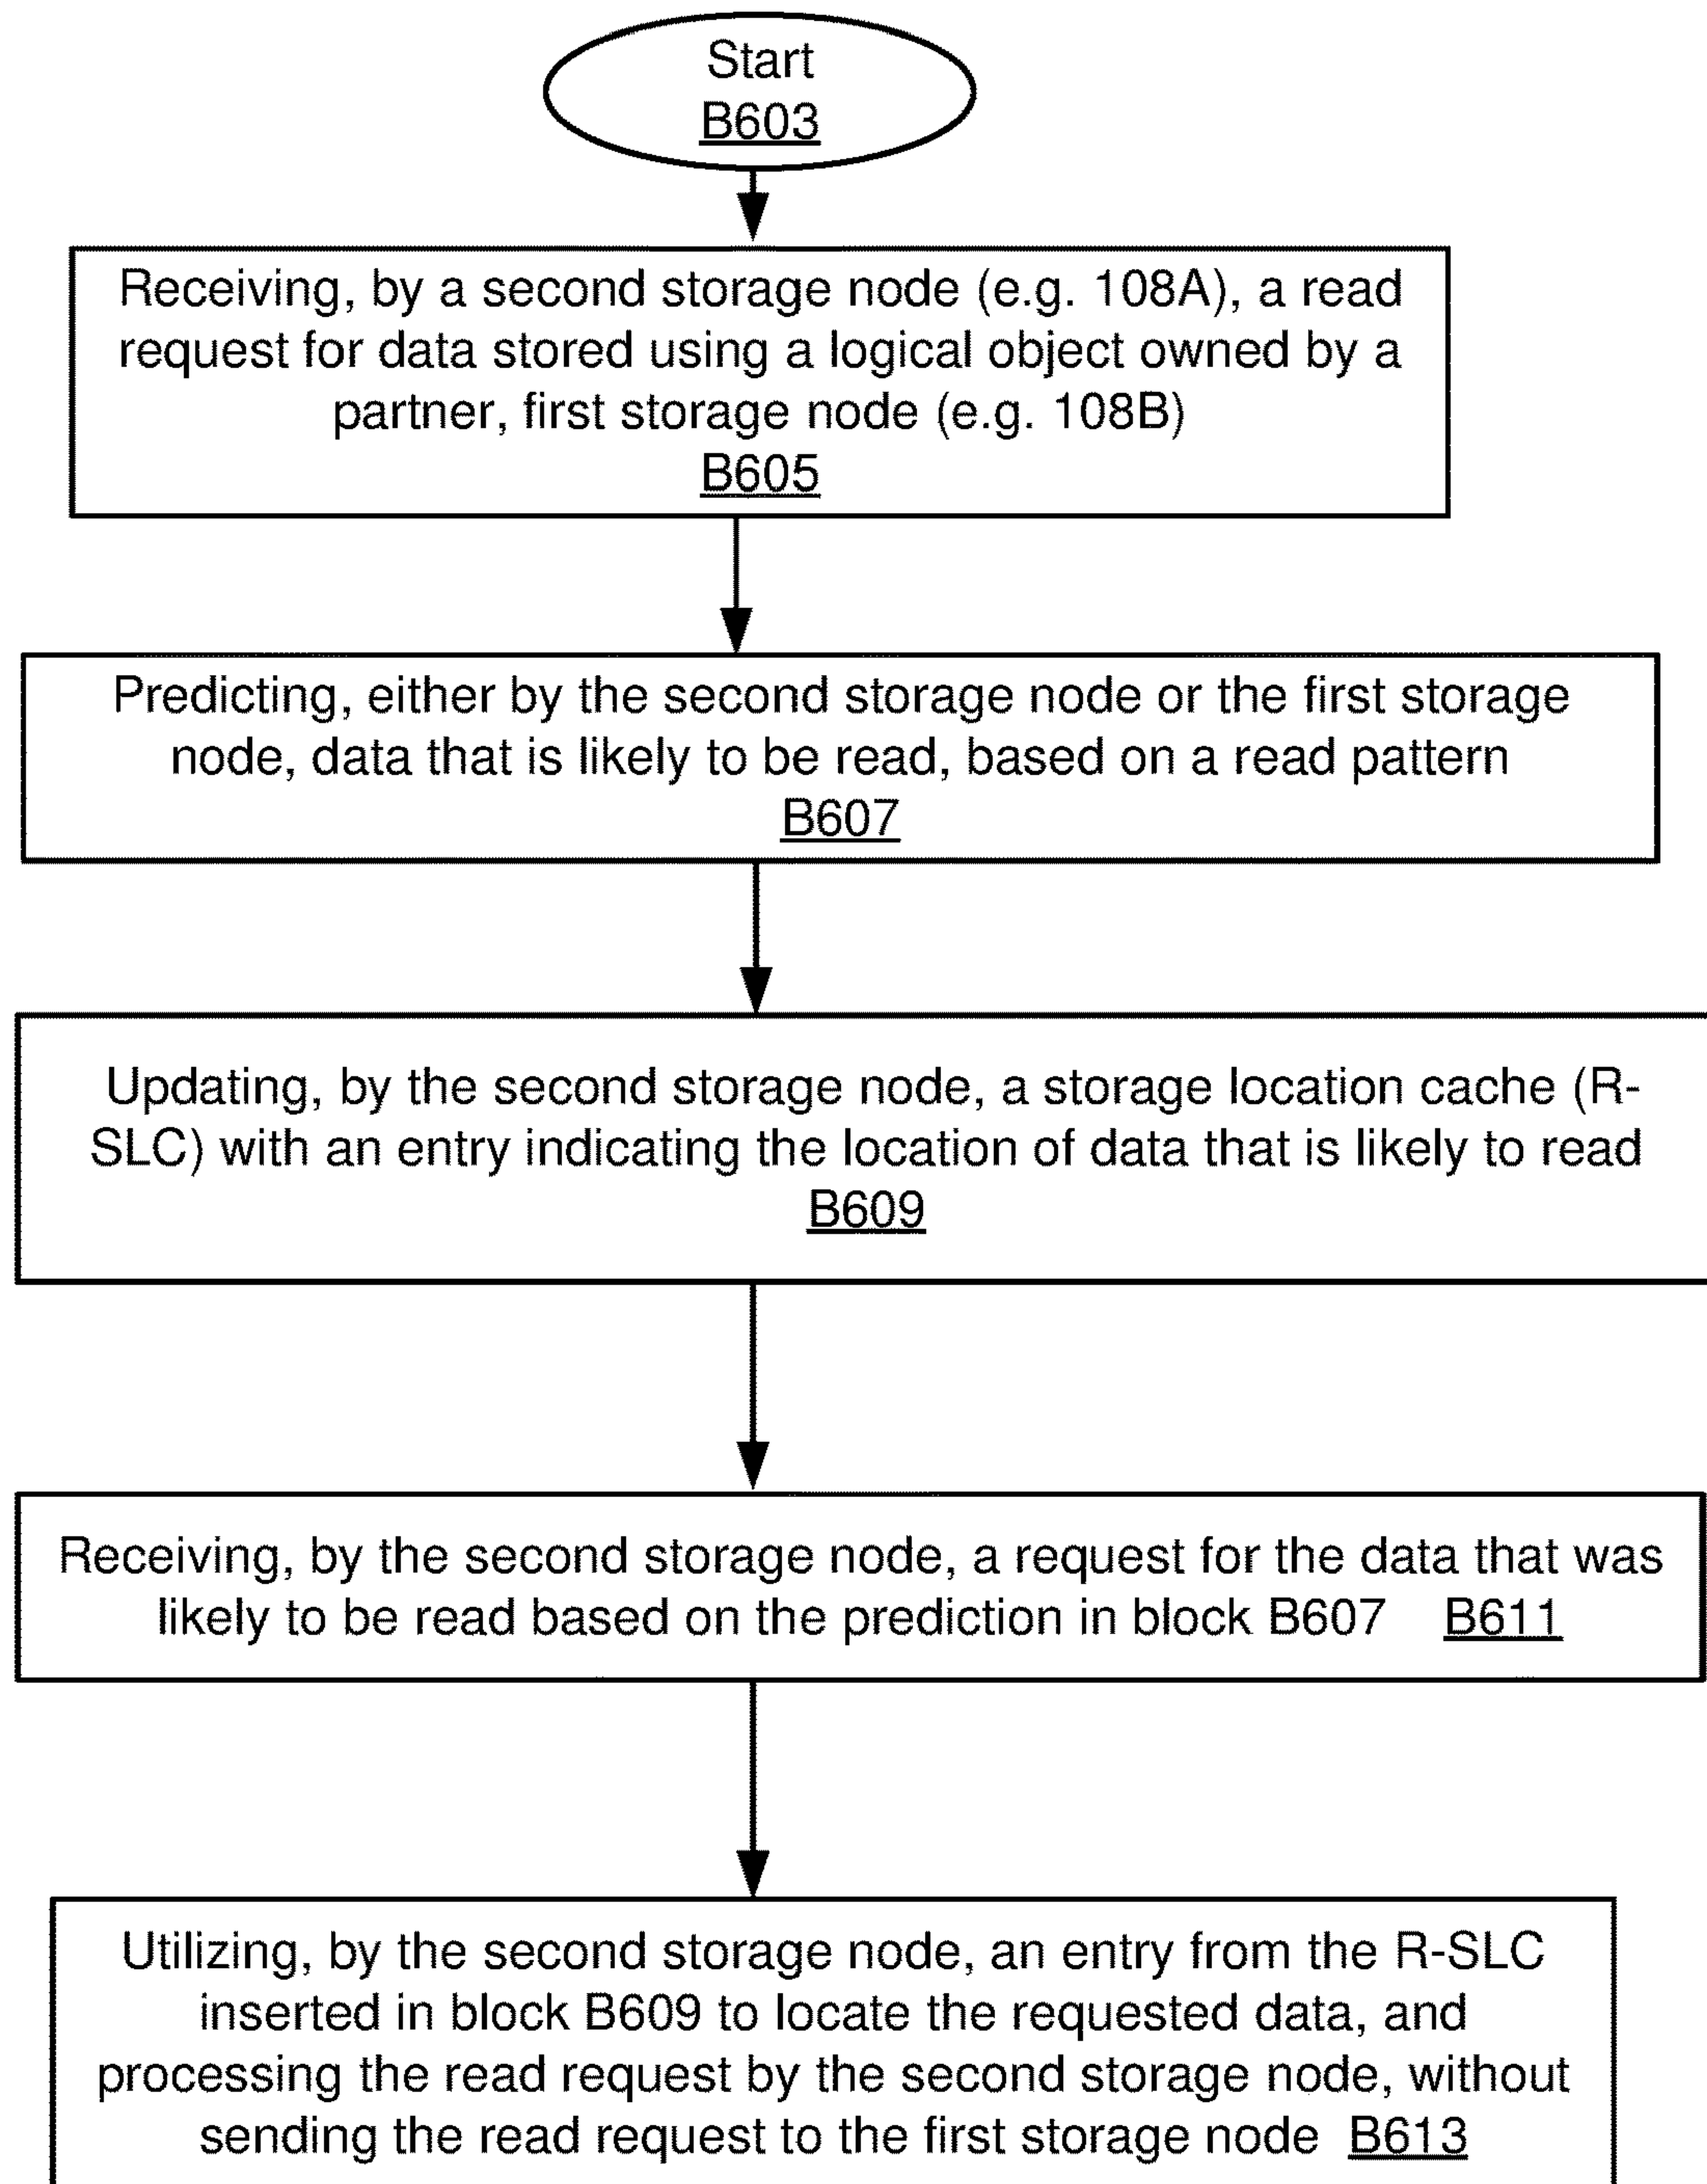 Start
B603
Receiving, by a second storage node (e.g. 108A), a read
request for data stored using a logical object owned by a
partner, first storage node (e.g. 108B)
B605
Predicting, either by the second storage node or the first storage
node, data that is likely to be read, based on a read pattern
B607
Updating, by the second storage node, a storage location cache (R-
SLC) with an entry indicating the location of data that is likely to read
B609
Receiving, by the second storage node, a request for the data that was
likely to be read based on the prediction in block B607 B611
Utilizing, by the second storage node, an entry from the R-SLC
inserted in block B609 to locate the requested data, and
processing the read request by the second storage node, without
sending the read request to the first storage node B613